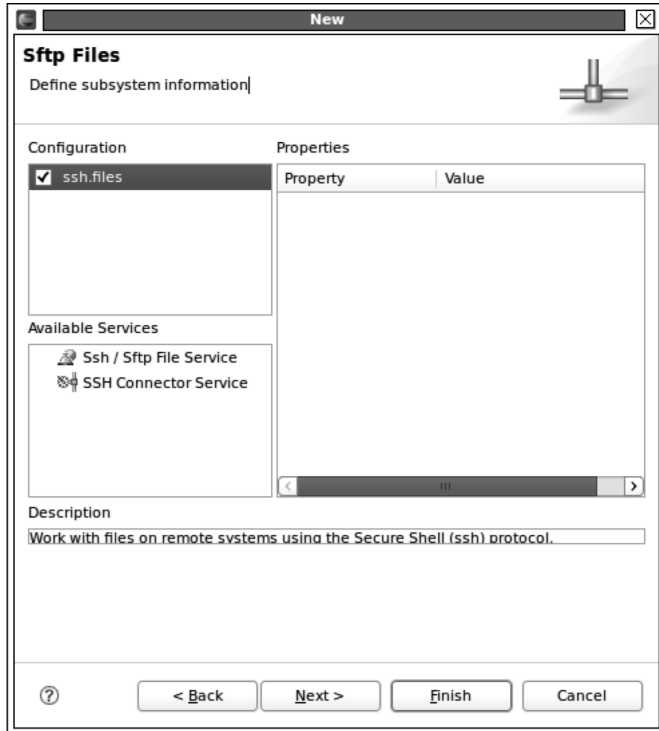 New
Sftp Files
Define subsystem information
Configuration
Properties
ssh.files
Property Value
Available Services
Ssh / Sftp File Service
SSH Connector Service
Description
Work with files on remote systems using the Secure Shell (ssh) protocol.
?
< Back Next > Finish Cancel